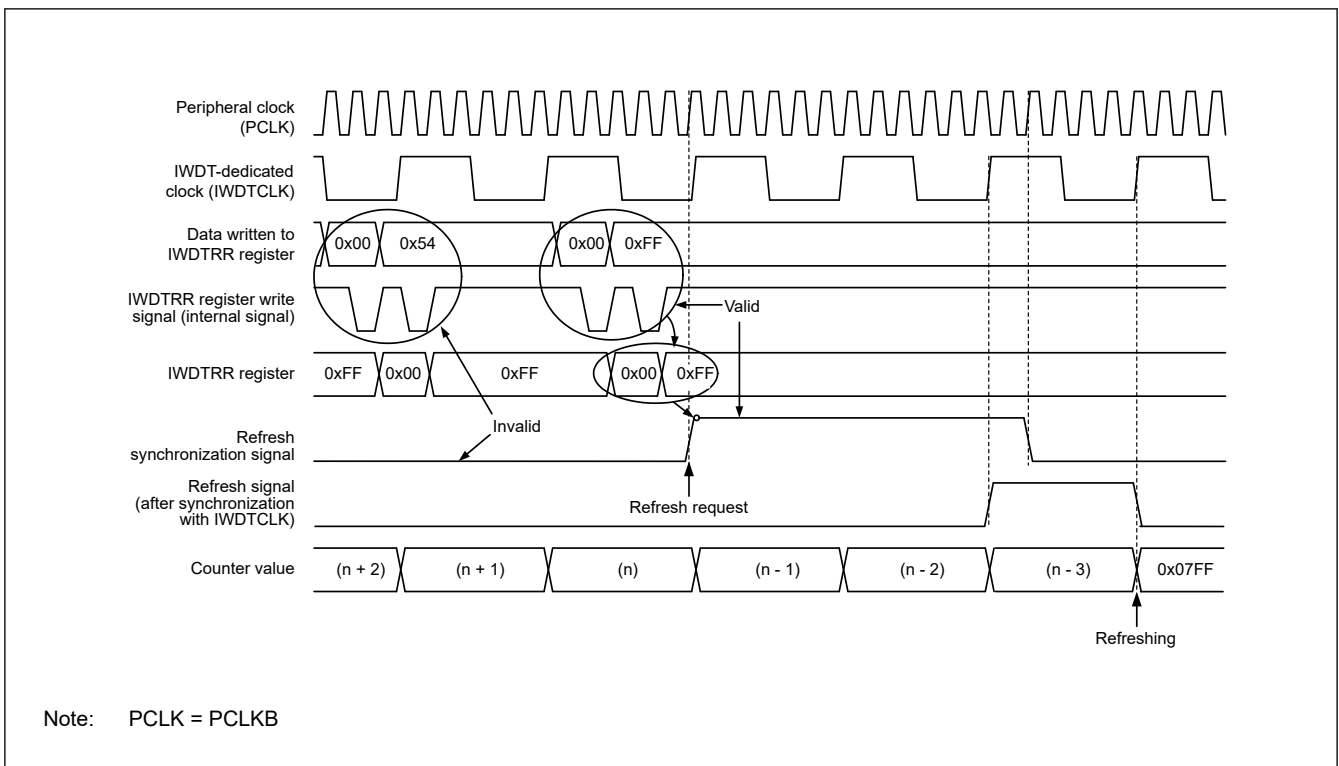 Peripheral clock
(PCLK)
IWDT-dedicated
clock (IWDTCLK)
Data written to
IWDTRR register
0x00
0x54
0x00
0xFF
IWDTRR register write
signal (internal signal)
Valid
IWDTRR register
0xFF
0x00
0xFF
0x00
0xFF
Invalid
Refresh
synchronization signal
Refresh signal
(after synchronization
with IWDTCLK)
Refresh request
Counter value
(n + 2)
(n + 1)
(n)
(n - 1)
(n - 2)
(n - 3)
0x07FF
Refreshing
Note: PCLK = PCLKB